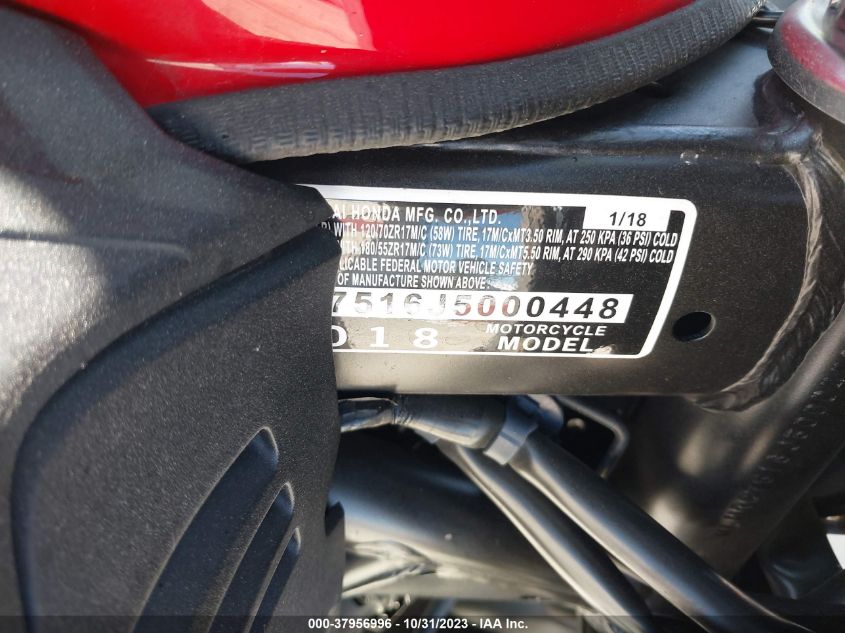 AI HONDA MFG. CO.,LTD. 1/18
WITH 120/70ZR17M/C (58W) TIRE, 17M/CxMT3.50 RIM, AT 250 KPA (36 PSI) COLD
180/55ZR17M/C (73W) TIRE, 17M/CxMT5.50 RIM, AT 290 KPA (42 PSI) COLD
LICABLE FEDERAL MOTOR VEHICLE SAFETY
OF MANUFACTURE SHOWN ABOVE:
7516J5000448
018 MOTORCYCLE
MODEL
000-37956996 - 10/31/2023 - IAA Inc.